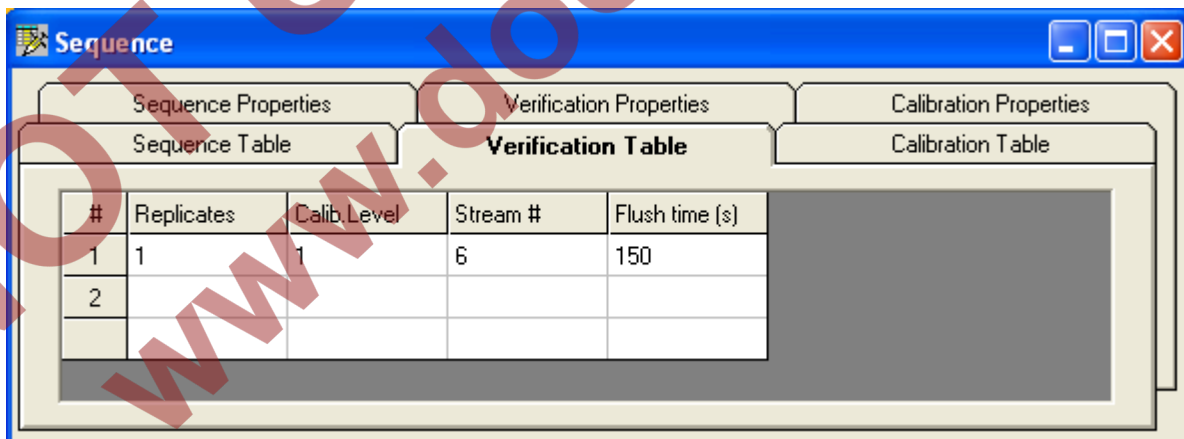 Sequence
Sequence Properties Verification Properties Calibration Properties
Sequence Table Verification Table Calibration Table
# Replicates Calib.Level Stream # Flush time (s)
1 1 1 6 150
2
OT
www.do